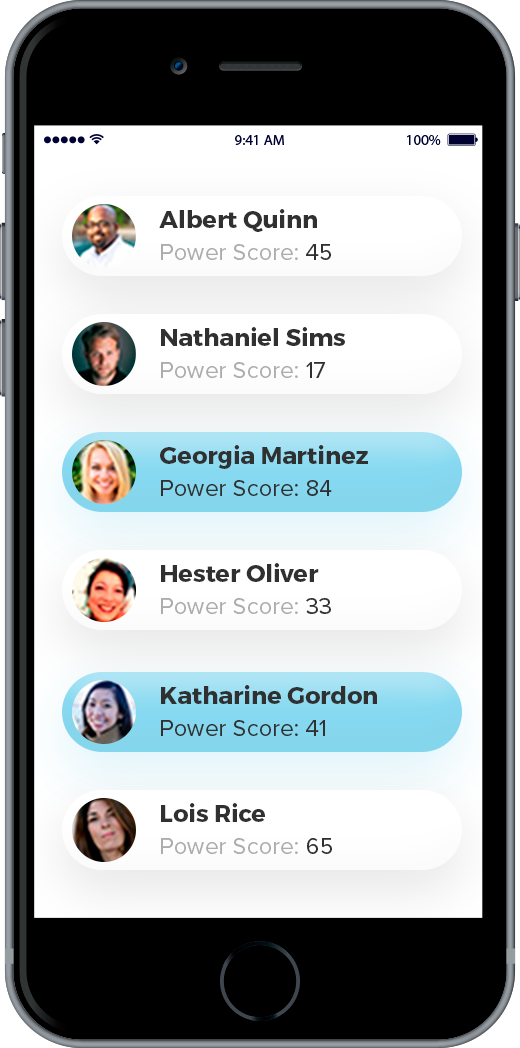 9:41 AM 100%
Albert Quinn
Power Score: 45
Nathaniel Sims
Power Score: 17
Georgia Martinez
Power Score: 84
Hester Oliver
Power Score: 33
Katharine Gordon
Power Score: 41
Lois Rice
Power Score: 65